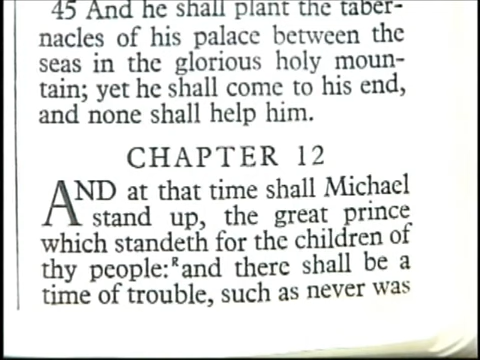 45 And he shall plant the taber-
nacles of his palace between the
seas in the glorious holy moun-
tain; yet he shall come to his end,
and none shall help him.
CHAPTER 12
AND at that time shall Michael
stand up, the great prince
which standeth for the children of
thy people:ᴿand there shall be a
time of trouble, such as never was